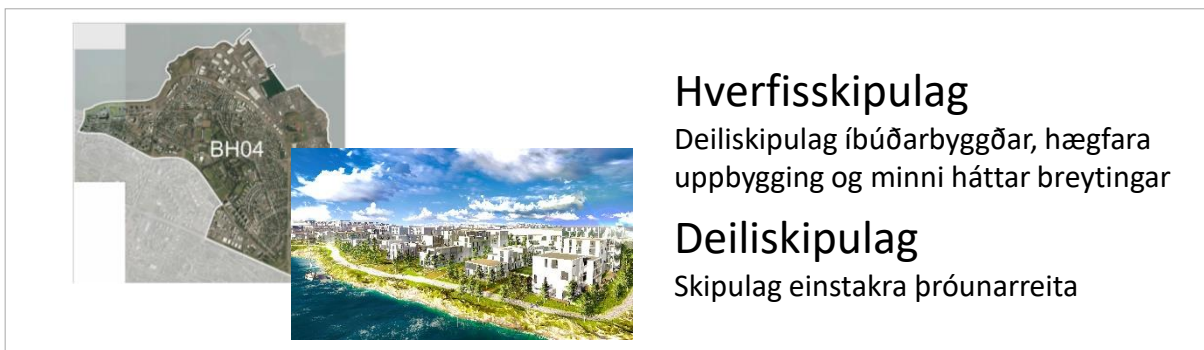 BH04
Hverfisskipulag
Deiliskipulag íbúðarbyggðar, hægfara
uppbygging og minni háttar breytingar
Deiliskipulag
Skipulag einstakra þróunarreita